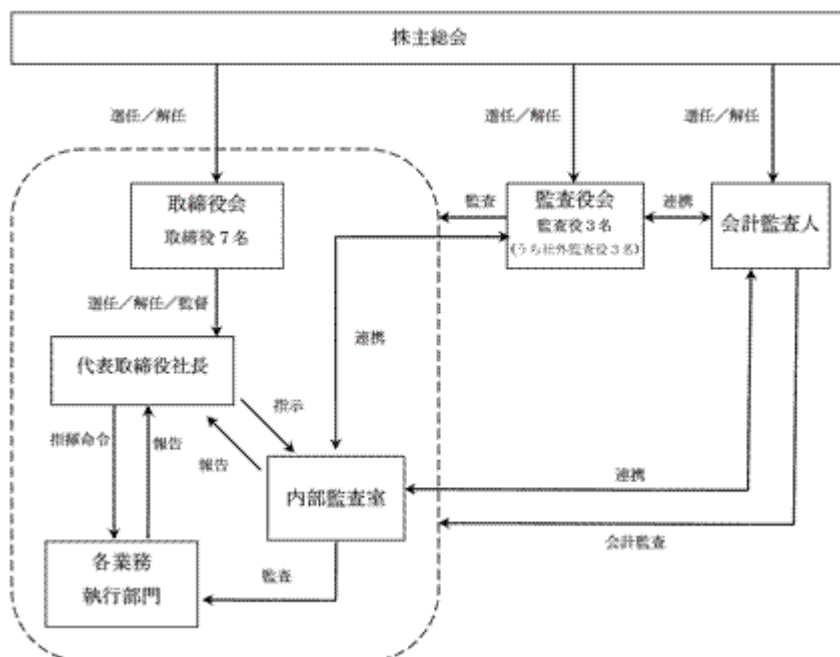 株主総会
選任／解任
選任／解任
選任／解任
取締役会
取締役７名
監査
監査役会
監査役３名
(うち社外監査役３名)
連携
会計監査人
選任／解任/監督
連携
代表取締役社長
指示
指揮命令
報告
報告
内部監査室
連携
会計監査
各業務
執行部門
監査